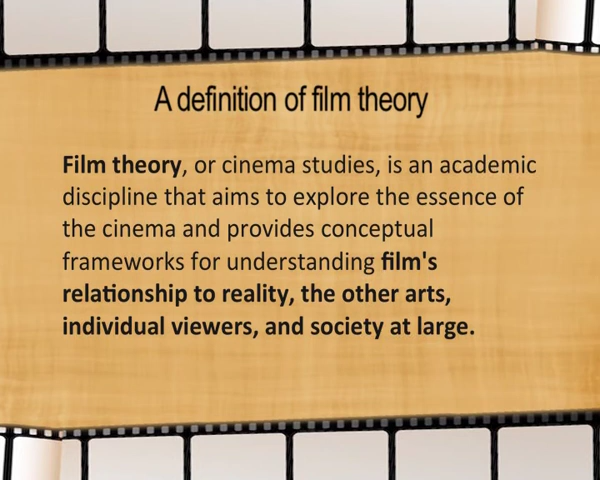 A definition of film theory
Film theory, or cinema studies, is an academic
discipline that aims to explore the essence of
the cinema and provides conceptual
frameworks for understanding film's
relationship to reality, the other arts,
individual viewers, and society at large.